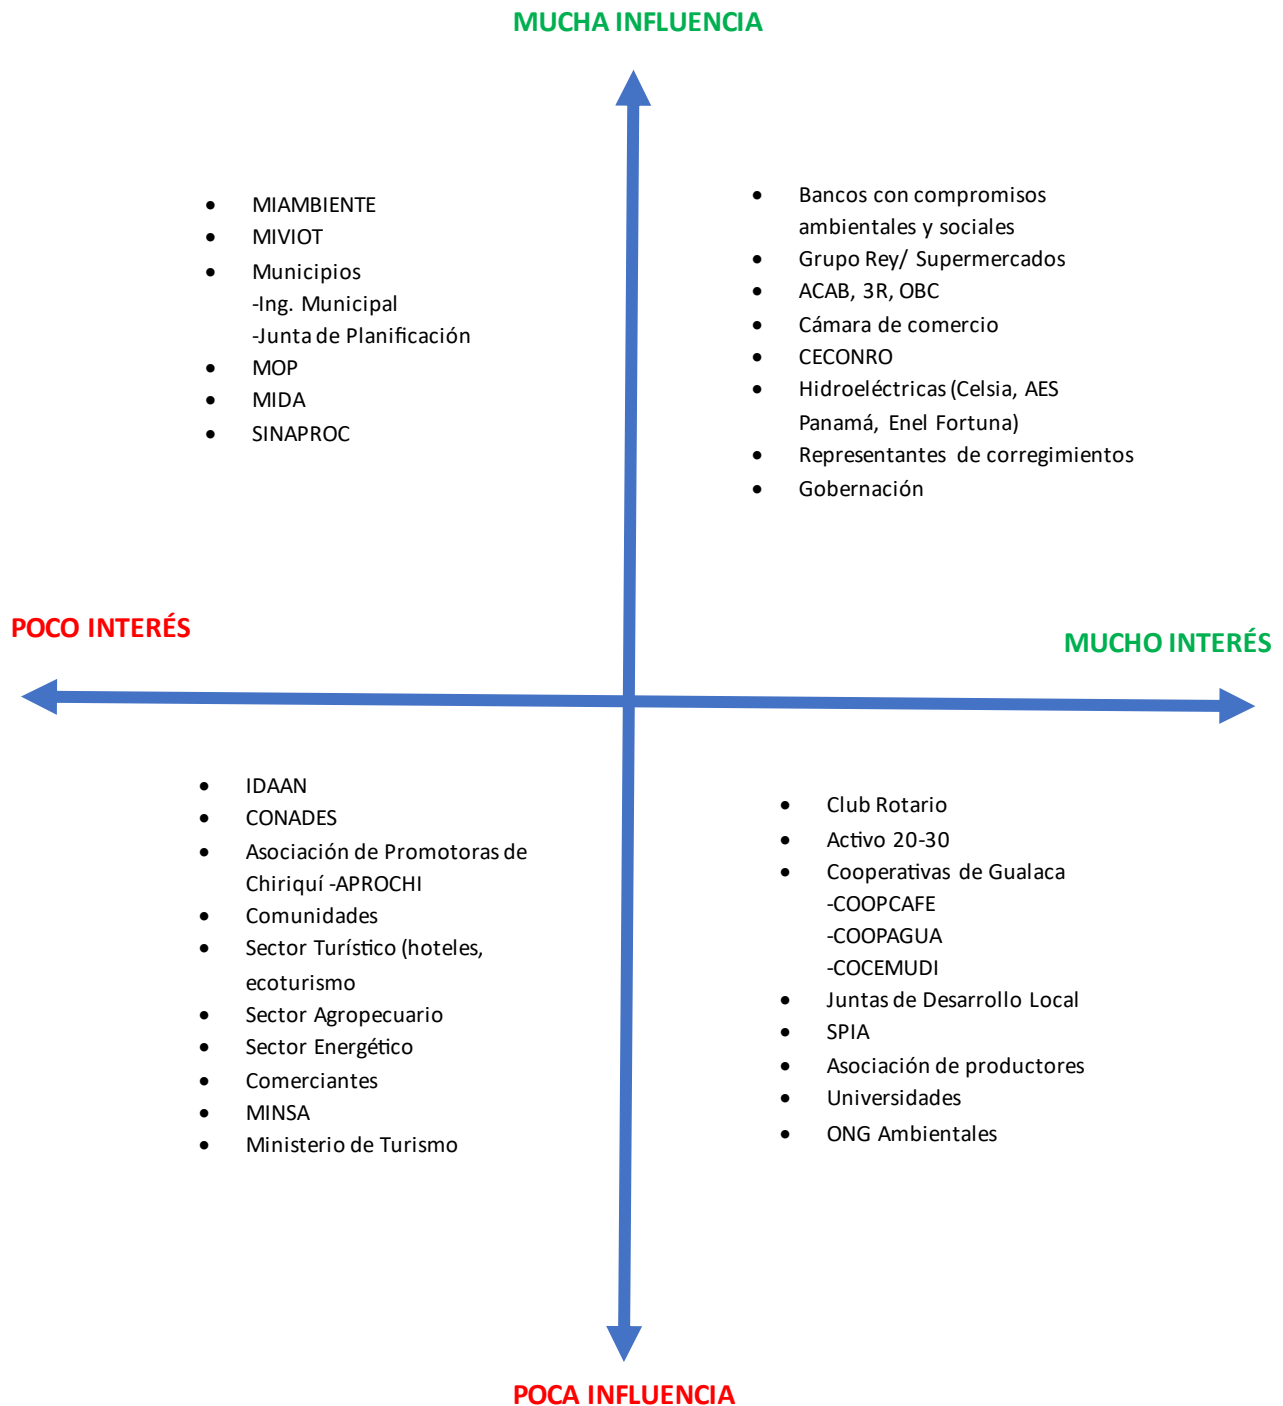 MUCHA INFLUENCIA
• MIAMBIENTE
• MIVIOT
• Municipios
-Ing. Municipal
-Junta de Planificación
• MOP
• MIDA
• SINAPROC
• Bancos con compromisos
ambientales y sociales
• Grupo Rey/ Supermercados
• ACAB, 3R, OBC
• Cámara de comercio
• CECONRO
• Hidroeléctricas (Celsia, AES
Panamá, Enel Fortuna)
• Representantes de corregimientos
• Gobernación
POCO INTERÉS
MUCHO INTERÉS
• IDAAN
• CONADES
• Asociación de Promotoras de
Chiriquí -APROCHI
• Comunidades
• Sector Turístico (hoteles,
ecoturismo
• Sector Agropecuario
• Sector Energético
• Comerciantes
• MINSA
• Ministerio de Turismo
• Club Rotario
• Activo 20-30
• Cooperativas de Gualaca
-COOPCAFE
-COOPAGUA
-COCEMUDI
• Juntas de Desarrollo Local
• SPIA
• Asociación de productores
• Universidades
• ONG Ambientales
POCA INFLUENCIA